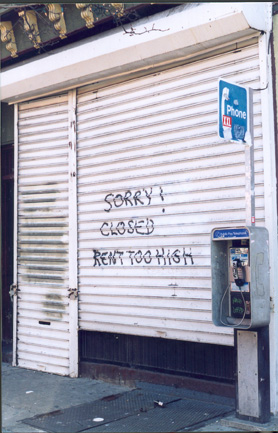 Phone
SORRY!
CLOSED
RENT TOO HIGH